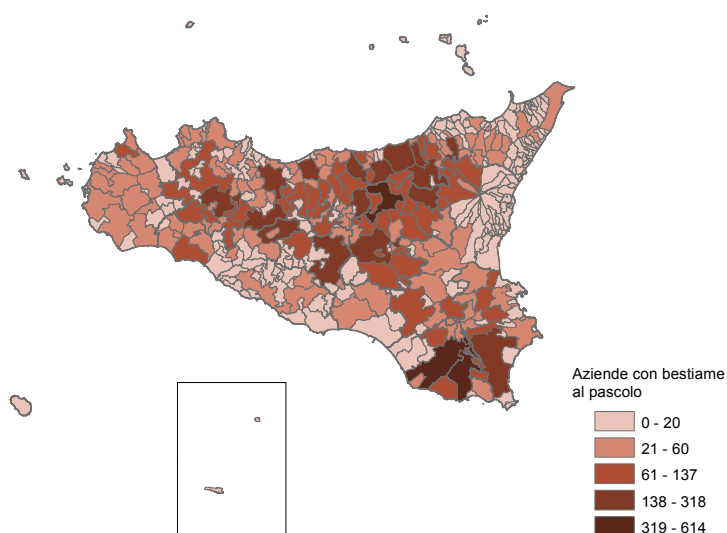 Aziende con bestiame
al pascolo
0 - 20
21 - 60
61 - 137
138 - 318
319 - 614